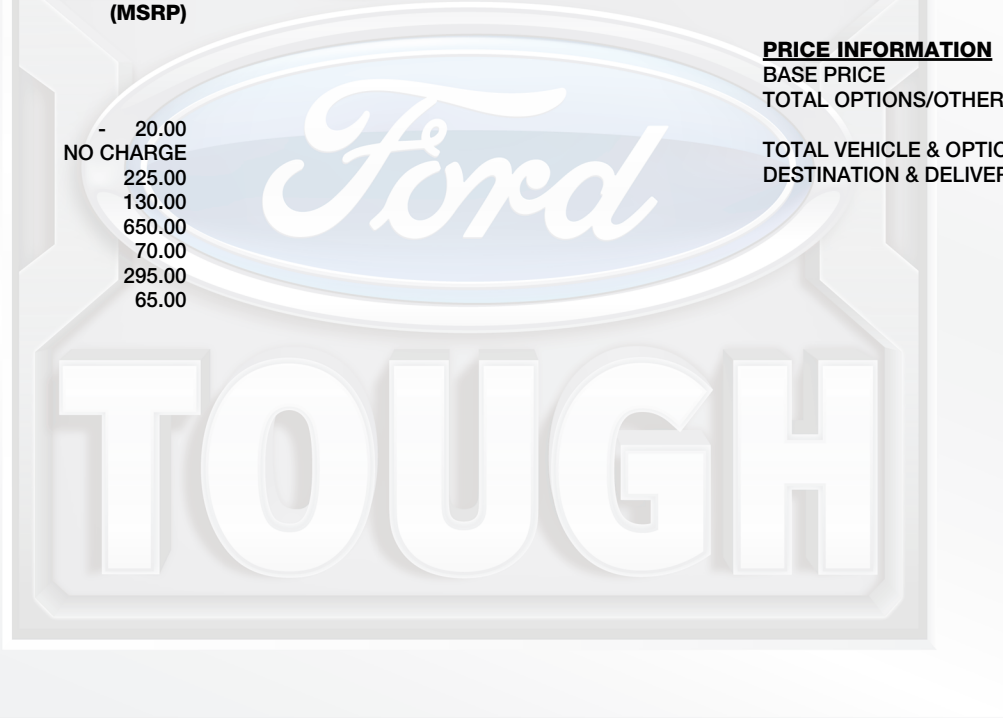 (MSRP)
- 20.00
NO CHARGE
225.00
130.00
650.00
70.00
295.00
65.00
PRICE INFORMATION
BASE PRICE
TOTAL OPTIONS/OTHER
TOTAL VEHICLE & OPTIO
DESTINATION & DELIVER
Ford
TOUGH